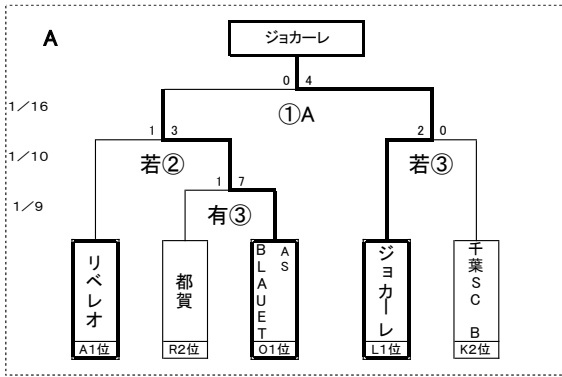 A
ジョカーレ
0 4
1/16
①A
1 3
2 0
1/10
若②
若③
1 7
1/9
有③
リベレオ
都賀
BLAUET
AS
ジョカーレ
千葉SC B
A1位
R2位
O1位
L1位
K2位